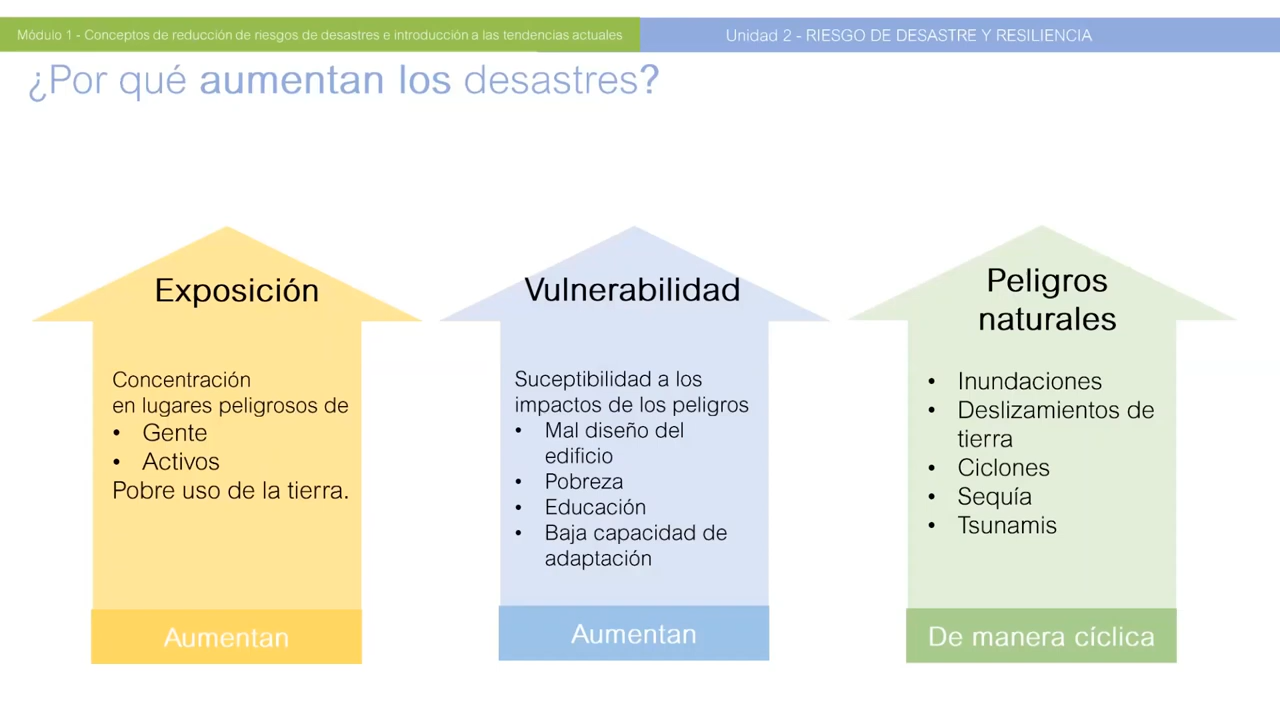 Módulo 1 - Conceptos de reducción de riesgos de desastres e introducción a las tendencias actuales
Unidad 2 - RIESGO DE DESASTRE Y RESILIENCIA
¿Por qué aumentan los desastres?
Exposición
Concentración
en lugares peligrosos de
• Gente
• Activos
Pobre uso de la tierra.
Aumentan
Vulnerabilidad
Suceptibilidad a los
impactos de los peligros
• Mal diseño del
edificio
• Pobreza
• Educación
• Baja capacidad de
adaptación
Aumentan
Peligros
naturales
• Inundaciones
• Deslizamientos de
tierra
• Ciclones
• Sequía
• Tsunamis
De manera cíclica